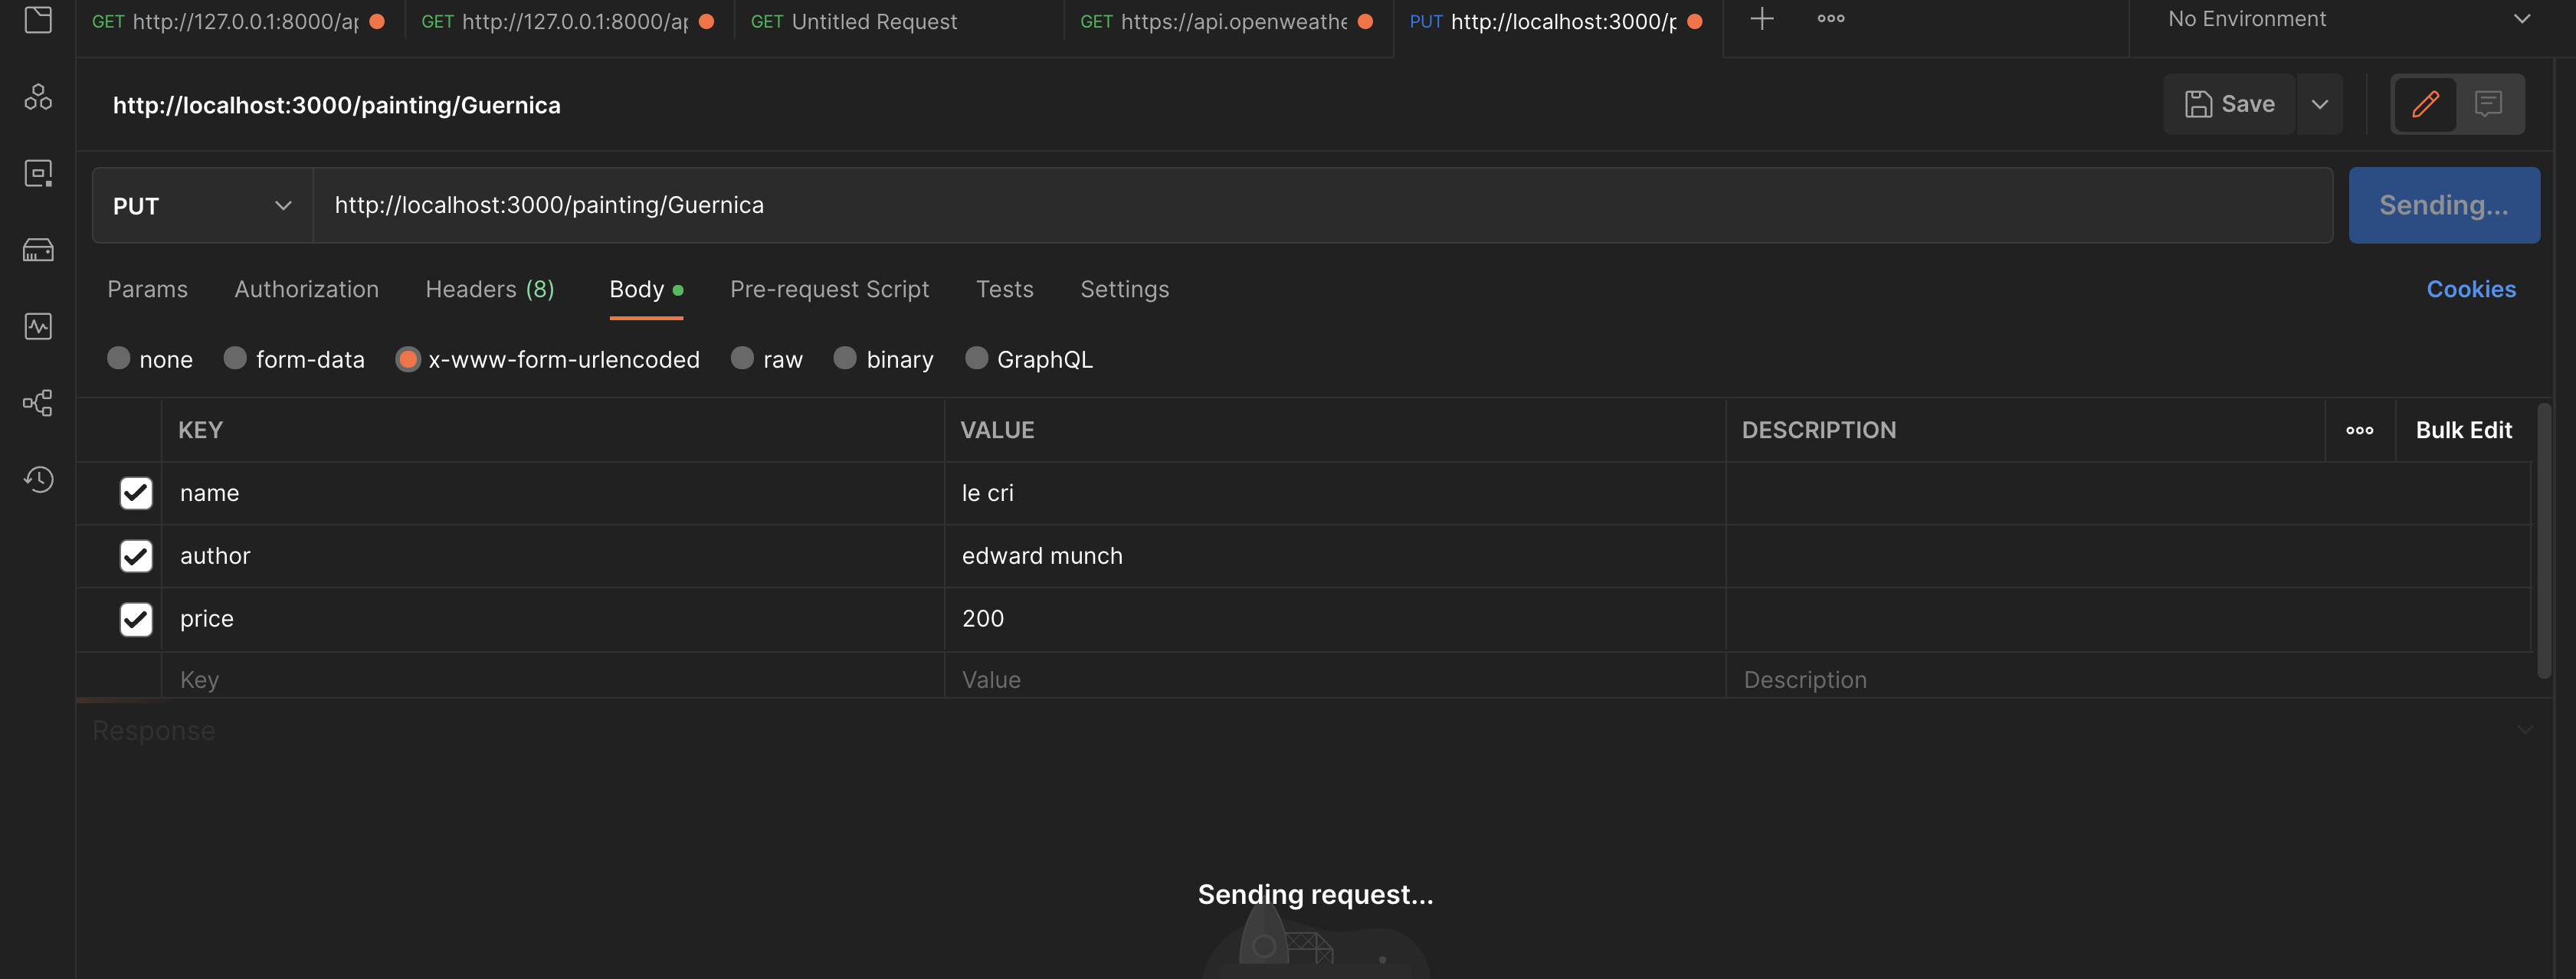 GET http://127.0.0.1:8000/ap GET http://127.0.0.1:8000/ap GET Untitled Request GET https://api.openweathe PUT http://localhost:3000/p No Environment
http://localhost:3000/painting/Guernica Save
PUT http://localhost:3000/painting/Guernica Sending...
Params Authorization Headers (8) Body Pre-request Script Tests Settings Cookies
none form-data x-www-form-urlencoded raw binary GraphQL
KEY VALUE DESCRIPTION Bulk Edit
name le cri
author edward munch
price 200
Key Value Description
Response
Sending request...